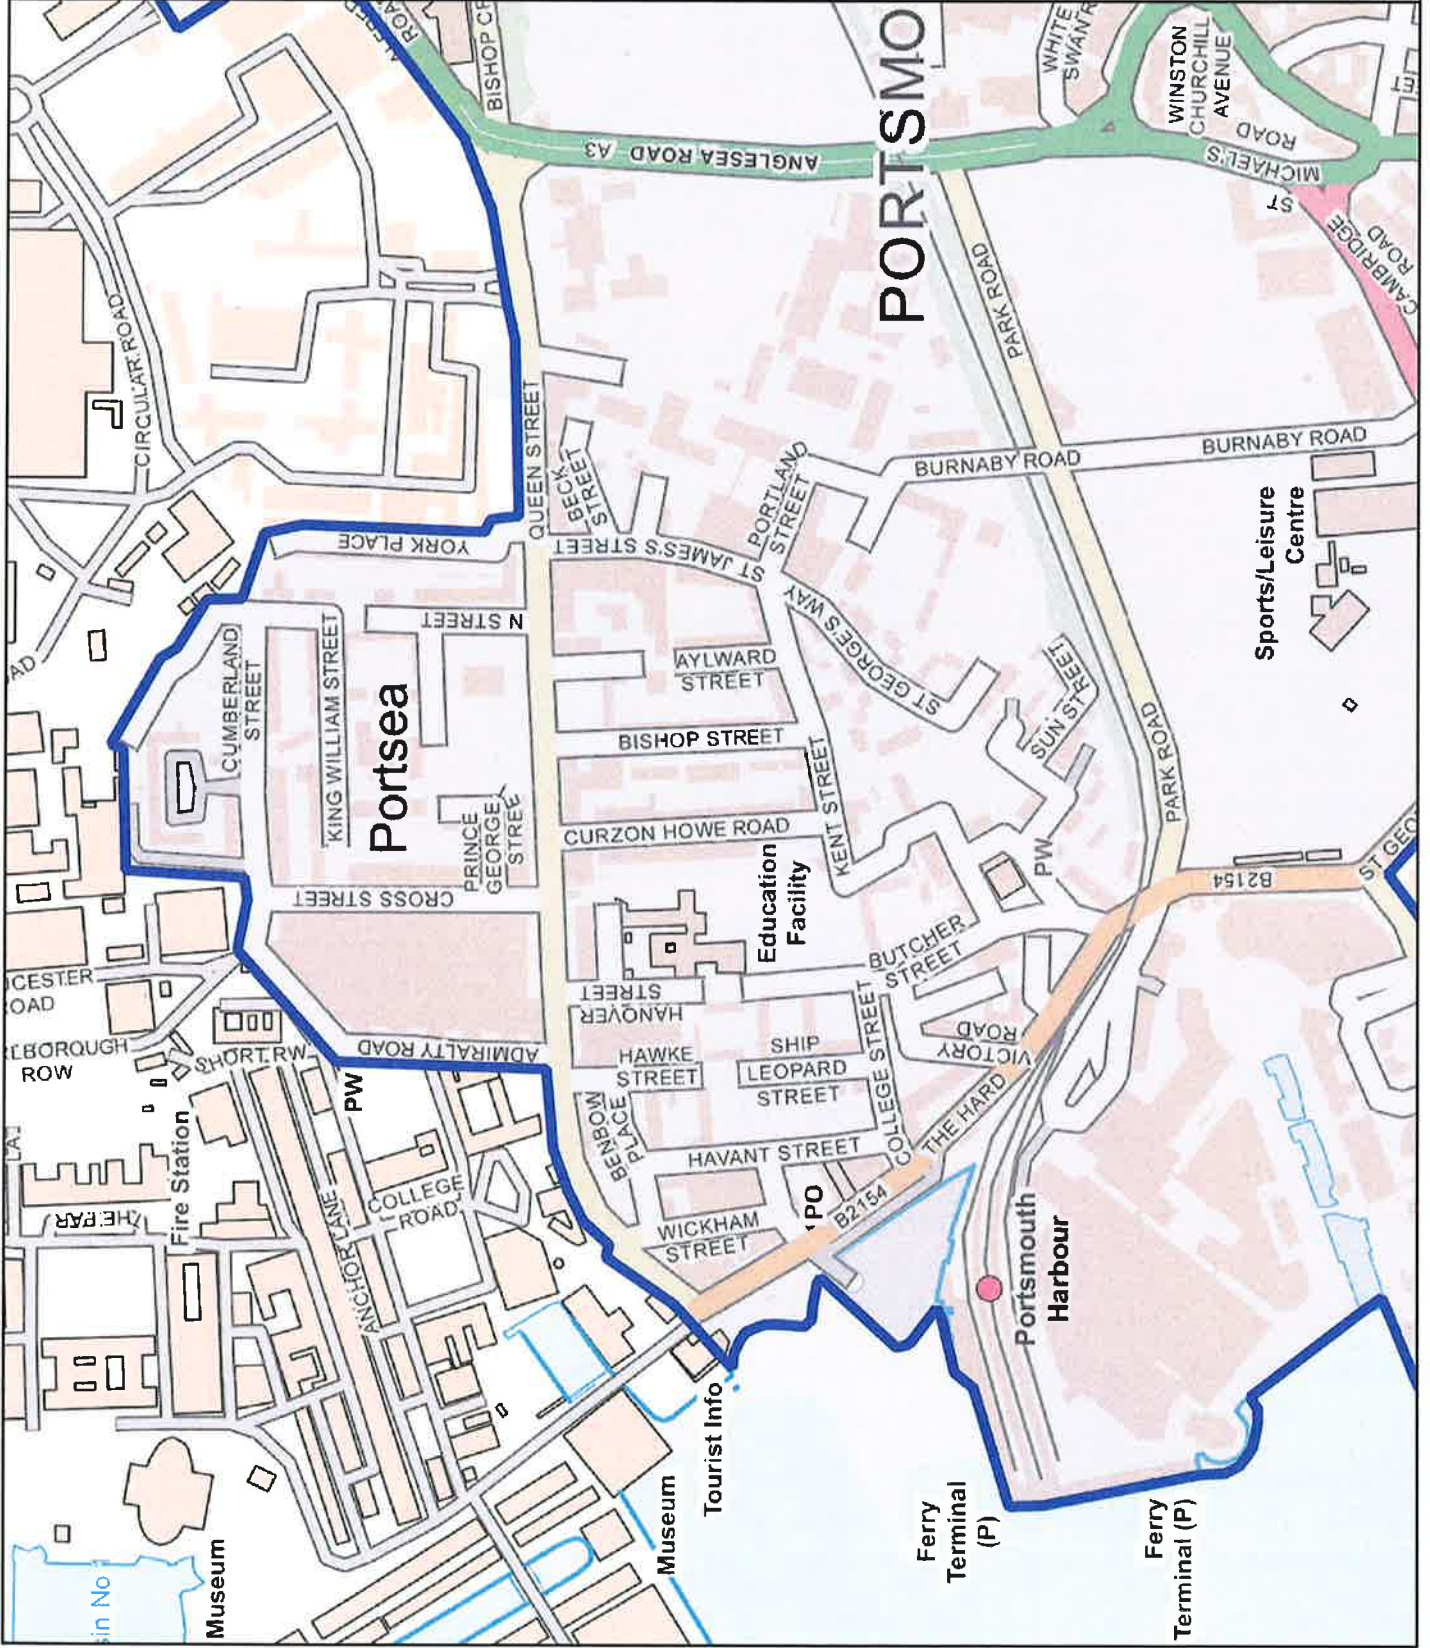 sin No
Museum
Fire Station
THE PAR
UCESTER
ROAD
ROW
SHORT RW
PW
ANCHOR LANE
COLLEGE
ROAD
Museum
Tourist Info
Ferry
Terminal
(P)
Ferry
Terminal (P)
CIRCULAR ROAD
CUMBERLAND
STREET
KING WILLIAM STREET
Portsea
YORK PLACE
N STREET
PRINCE
GEORGE
STREE
CROSS STREET
ADMIRALTY ROAD
QUEEN STREET
BISHOP CR
ANGLESEA ROAD A3
BECK
STREET
ST JAMES'S STREET
PORTLAND
STREET
AYLWARD
STREET
BISHOP STREET
CURZON HOWE ROAD
KENT STREET
ST GEORGE'S WAY
SUN STREET
Education
Facility
HANOVER
STREET
HAWKE
STREET
BENBOW
PLACE
SHIP
LEOPARD
STREET
HAVANT STREET
WICKHAM
STREET
PO
B2154
COLLEGE STREET
BUTCHER
STREET
VICTORY
ROAD
THE HARD
PW
Portsmouth
Harbour
PORTSMO
WHITE
SWAN R
WINSTON
CHURCHILL
AVENUE
ST
MICHAEL'S
ROAD
CAMBRIDGE
ROAD
PARK ROAD
BURNABY ROAD
BURNABY ROAD
PARK ROAD
Sports/Leisure
Centre
B2154
ST GEO